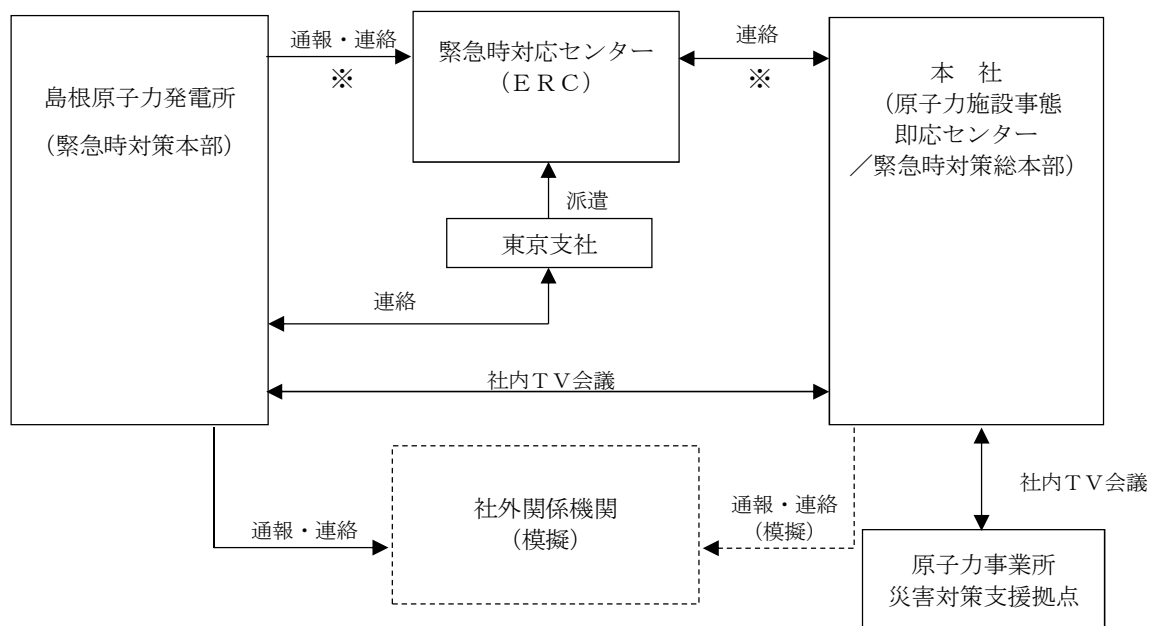 島根原子力発電所
（緊急時対策本部）
通報・連絡
※
緊急時対応センター
（ＥＲＣ）
連絡
※
本　社
（原子力施設事態
即応センター
／緊急時対策総本部）
派遣
東京支社
連絡
社内ＴＶ会議
社外関係機関
（模擬）
通報・連絡
通報・連絡
（模擬）
社内ＴＶ会議
原子力事業所
災害対策支援拠点